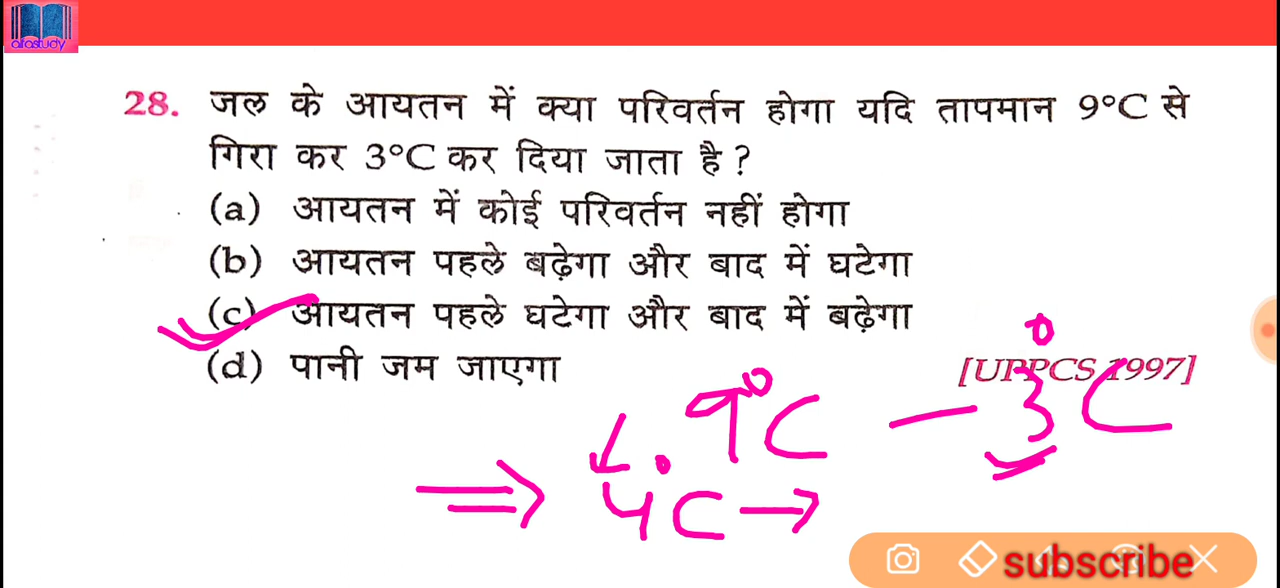 alfastudy
28. जल के आयतन में क्या परिवर्तन होगा यदि तापमान 9°C से
गिरा कर 3°C कर दिया जाता है ?
(a) आयतन में कोई परिवर्तन नहीं होगा
(b) आयतन पहले बढ़ेगा और बाद में घटेगा
(c) आयतन पहले घटेगा और बाद में बढ़ेगा
(d) पानी जम जाएगा
[UPPCS 1997]
9°C — 3°C
⇒ 4°C →
subscribe